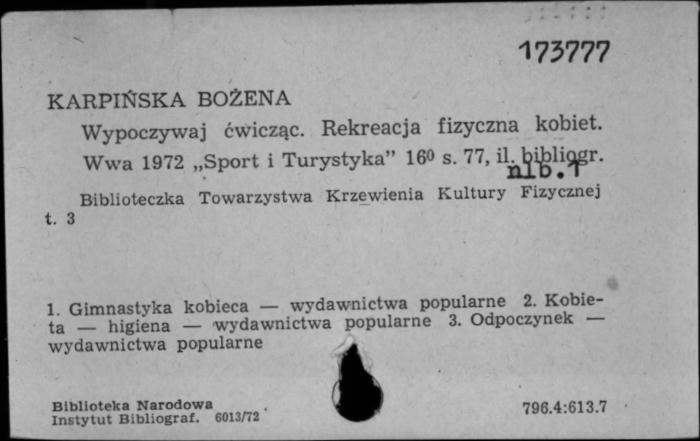 173777
KARPIŃSKA BOŻENA
Wypoczywaj ćwicząc. Rekreacja fizyczna kobiet.
Wwa 1972 „Sport i Turystyka” 16⁰ s. 77, il. bibliogr.
nlb. 1
Biblioteczka Towarzystwa Krzewienia Kultury Fizycznej
t. 3
1. Gimnastyka kobieca — wydawnictwa popularne 2. Kobie-
ta — higiena — wydawnictwa popularne 3. Odpoczynek —
wydawnictwa popularne
Biblioteka Narodowa
Instytut Bibliograf. 6013/72
796.4:613.7